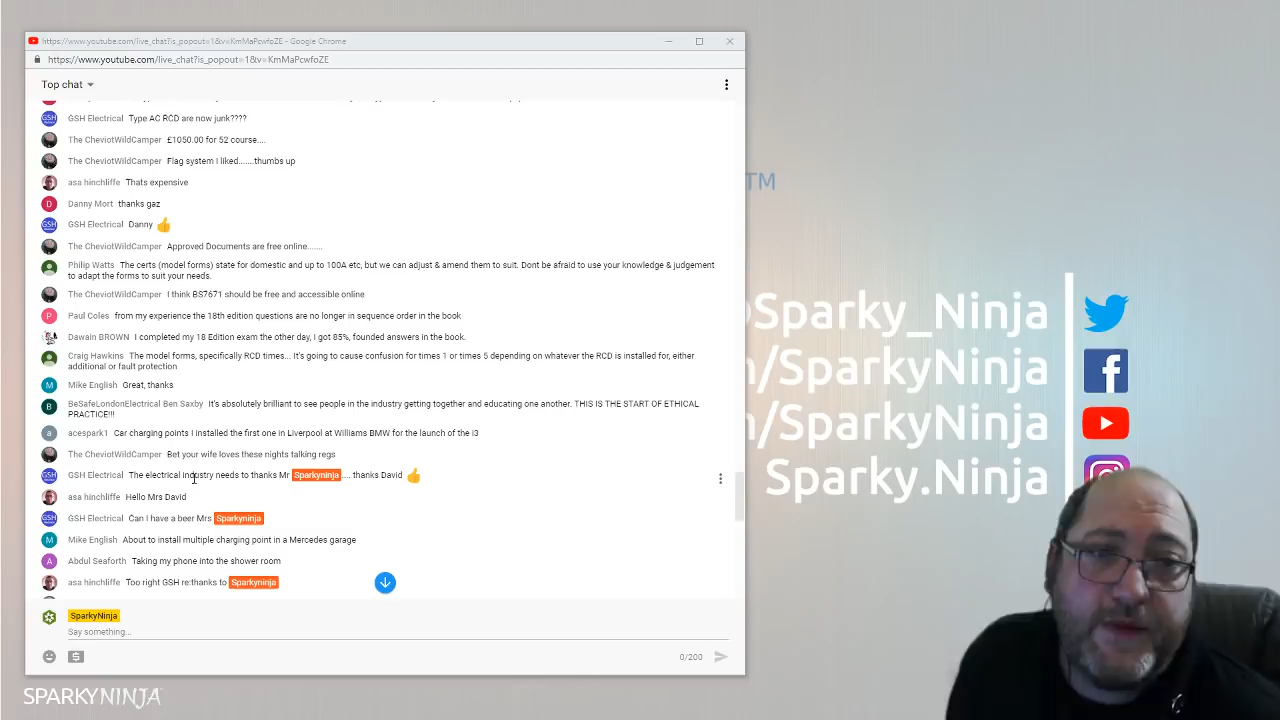 https://www.youtube.com/live_chat?is_popout=1&v=KmMaPcwfoZE - Google Chrome
https://www.youtube.com/live_chat?is_popout=1&v=KmMaPcwfoZE
Top chat
GSH Electrical Type AC RCD are now junk????
The CheviotWildCamper £1050.00 for 52 course....
Flag system I liked.......thumbs up
asa hinchliffe Thats expensive
Danny Mort thanks gaz
GSH Electrical Danny 👍
The CheviotWildCamper Approved Documents are free online.......
Philip Watts The certs (model forms) state for domestic and up to 100A etc, but we can adjust & amend them to suit. Dont be afraid to use your knowledge & judgement
to adapt the forms to suit your needs.
The CheviotWildCamper I think BS7671 should be free and accessible online
Paul Coles from my experience the 18th edition questions are no longer in sequence order in the book
Dawain BROWN I completed my 18 Edition exam the other day, I got 85%, founded answers in the book.
Craig Hawkins The model forms, specifically RCD times... It's going to cause confusion for times 1 or times 5 depending on whatever the RCD is installed for, either
additional or fault protection
Mike English Great, thanks
BeSafeLondonElectrical Ben Saxby It's absolutely brilliant to see people in the industry getting together and educating one another. THIS IS THE START OF ETHICAL
PRACTICE!!!
acespark1 Car charging points I installed the first one in Liverpool at Williams BMW for the launch of the i3
The CheviotWildCamper Bet your wife loves these nights talking regs
GSH Electrical The electrical industry needs to thanks Mr Sparkyninja.... thanks David 👍
asa hinchliffe Hello Mrs David
GSH Electrical Can I have a beer Mrs Sparkyninja
Mike English About to install multiple charging point in a Mercedes garage
Abdul Seaforth Taking my phone into the shower room
asa hinchliffe Too right GSH re:thanks to Sparkyninja
SparkyNinja
Say something...
0/200
TM
@Sparky_Ninja
m/SparkyNinja
m/SparkyNinja
Sparky.Ninja
SPARKYNINJA